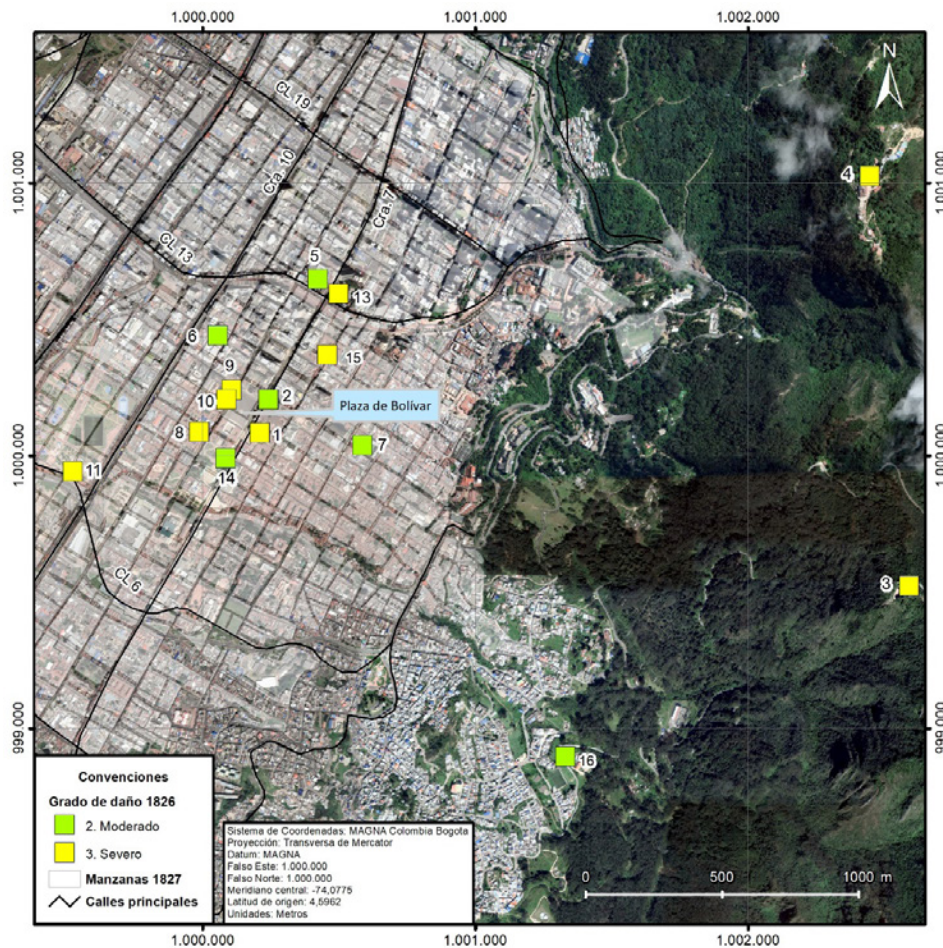 1.000.000
1.001.000
1.002.000
N
CL 19
Cra. 10
Cra. 7
4
1.001.000
1.001.000
CL 13
5
13
6
15
9
10
2
Plaza de Bolívar
8
1
7
14
11
1.000.000
1.000.000
CL 6
3
999.000
999.000
16
Convenciones
Grado de daño 1826
2. Moderado
3. Severo
Manzanas 1827
Calles principales
Sistema de Coordenadas: MAGNA Colombia Bogota
Proyección: Transversa de Mercator
Datum: MAGNA
Falso Este: 1.000.000
Falso Norte: 1.000.000
Meridiano central: -74,0775
Latitud de origen: 4,5962
Unidades: Metros
0 500 1000 m
1.000.000
1.001.000
1.002.000